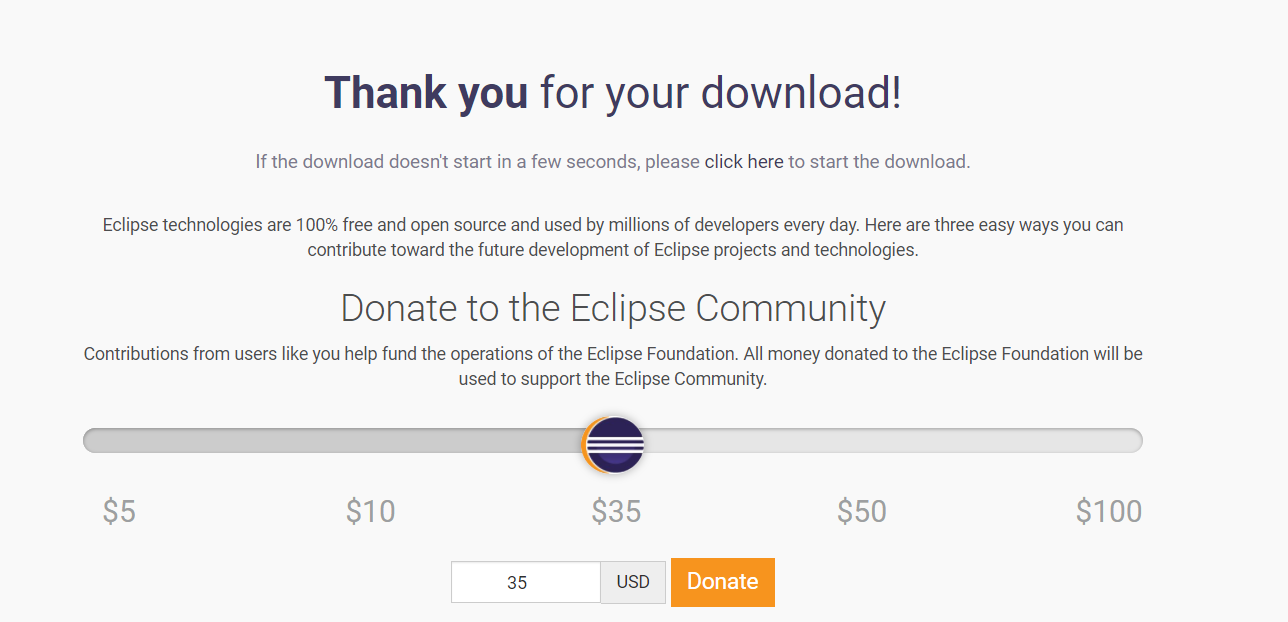 Thank you for your download!
If the download doesn't start in a few seconds, please click here to start the download.
Eclipse technologies are 100% free and open source and used by millions of developers every day. Here are three easy ways you can
contribute toward the future development of Eclipse projects and technologies.
Donate to the Eclipse Community
Contributions from users like you help fund the operations of the Eclipse Foundation. All money donated to the Eclipse Foundation will be
used to support the Eclipse Community.
$5 $10 $35 $50 $100
35 USD Donate